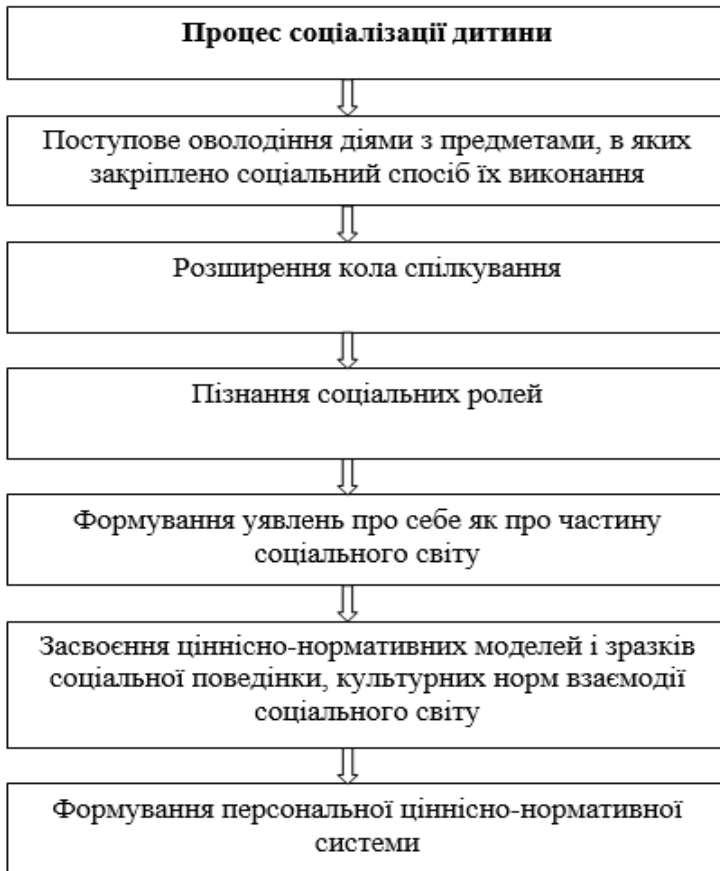 Процес соціалізації дитини
Поступове оволодіння діями з предметами, в яких
закріплено соціальний спосіб їх виконання
Розширення кола спілкування
Пізнання соціальних ролей
Формування уявлень про себе як про частину
соціального світу
Засвоєння ціннісно-нормативних моделей і зразків
соціальної поведінки, культурних норм взаємодії
соціального світу
Формування персональної ціннісно-нормативної
системи